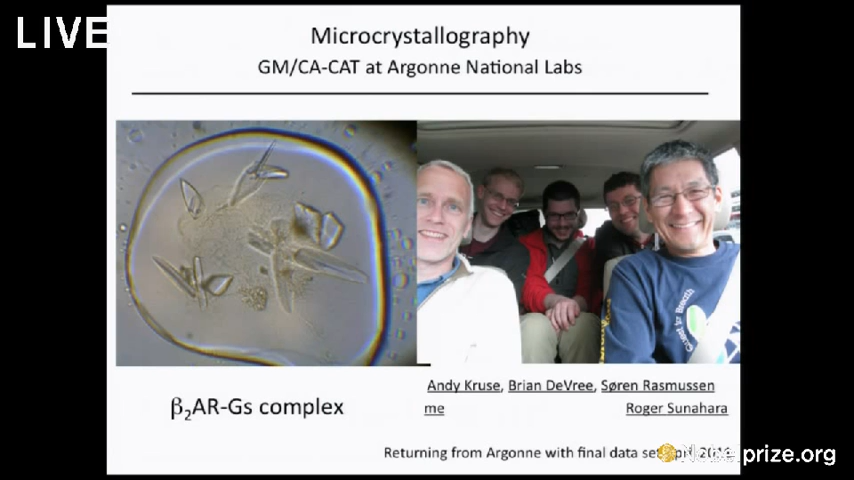 LIVE
Microcrystallography
GM/CA-CAT at Argonne National Labs
Andy Kruse, Brian DeVree, Søren Rasmussen
me
Roger Sunahara
β2AR-Gs complex
Returning from Argonne with final data set
prize.org